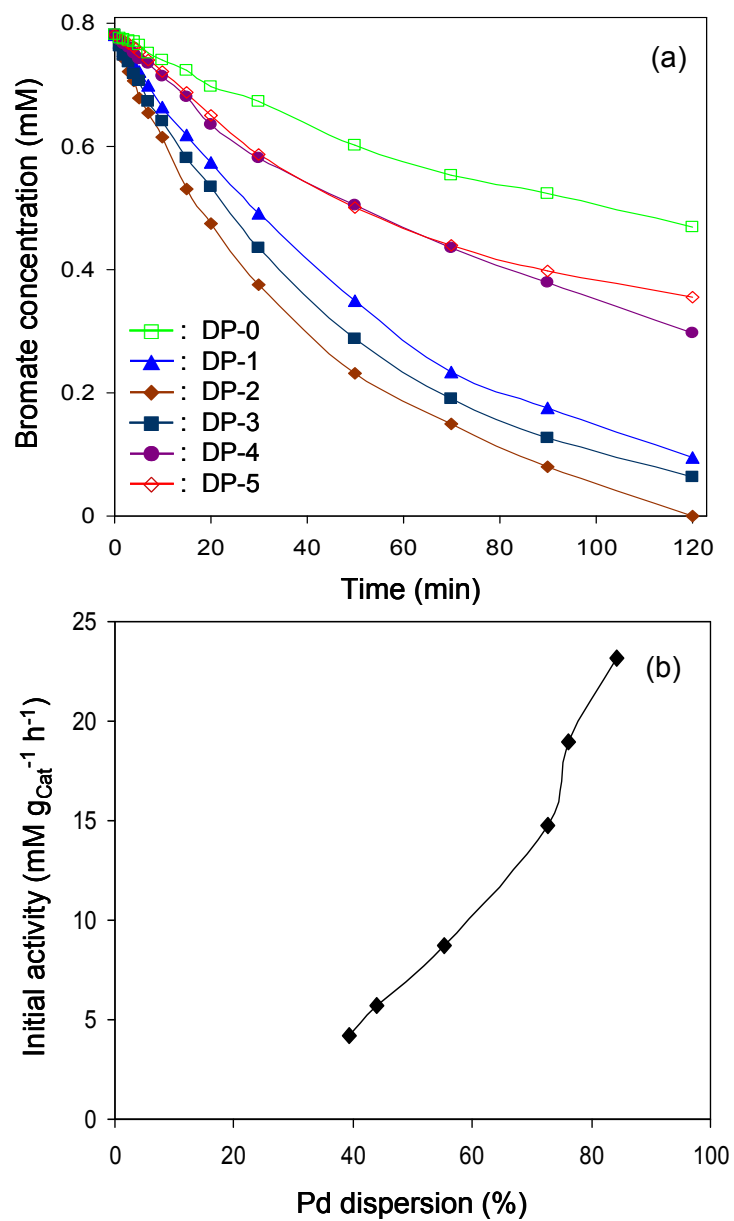 (a)
Bromate concentration (mM)
0.8
0.6
0.4
0.2
0
: DP-0
: DP-1
: DP-2
: DP-3
: DP-4
: DP-5
0 20 40 60 80 100 120
Time (min)
(b)
Initial activity (mM gCat⁻¹ h⁻¹)
25
20
15
10
5
0
0 20 40 60 80 100
Pd dispersion (%)